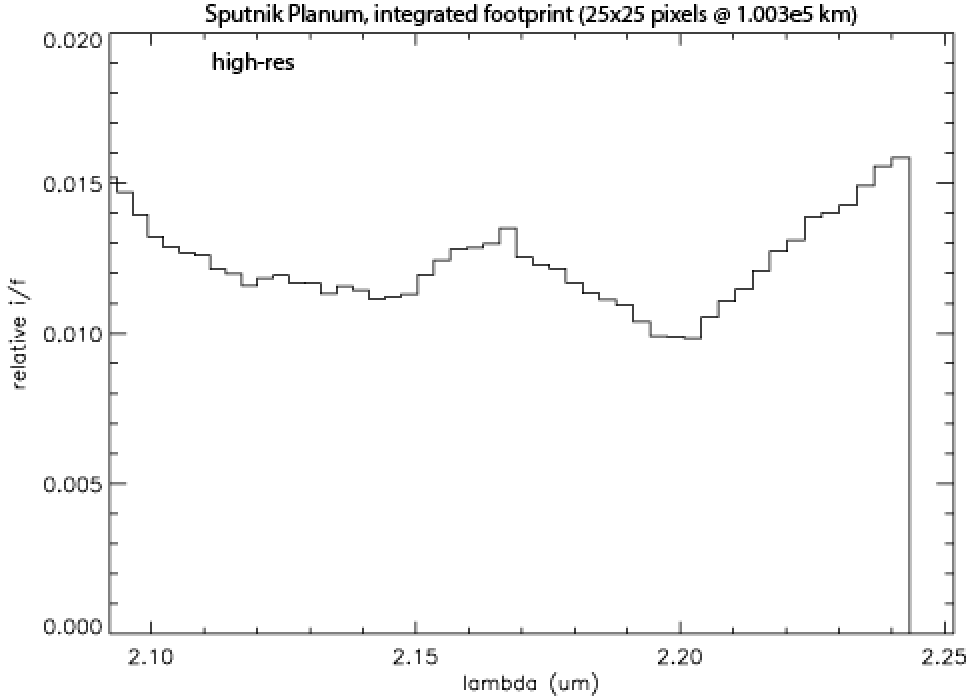 Sputnik Planum, integrated footprint (25x25 pixels @ 1.003e5 km)
high-res
0.020
0.015
0.010
0.005
0.000
relative i/f
2.10 2.15 2.20 2.25
lambda (um)